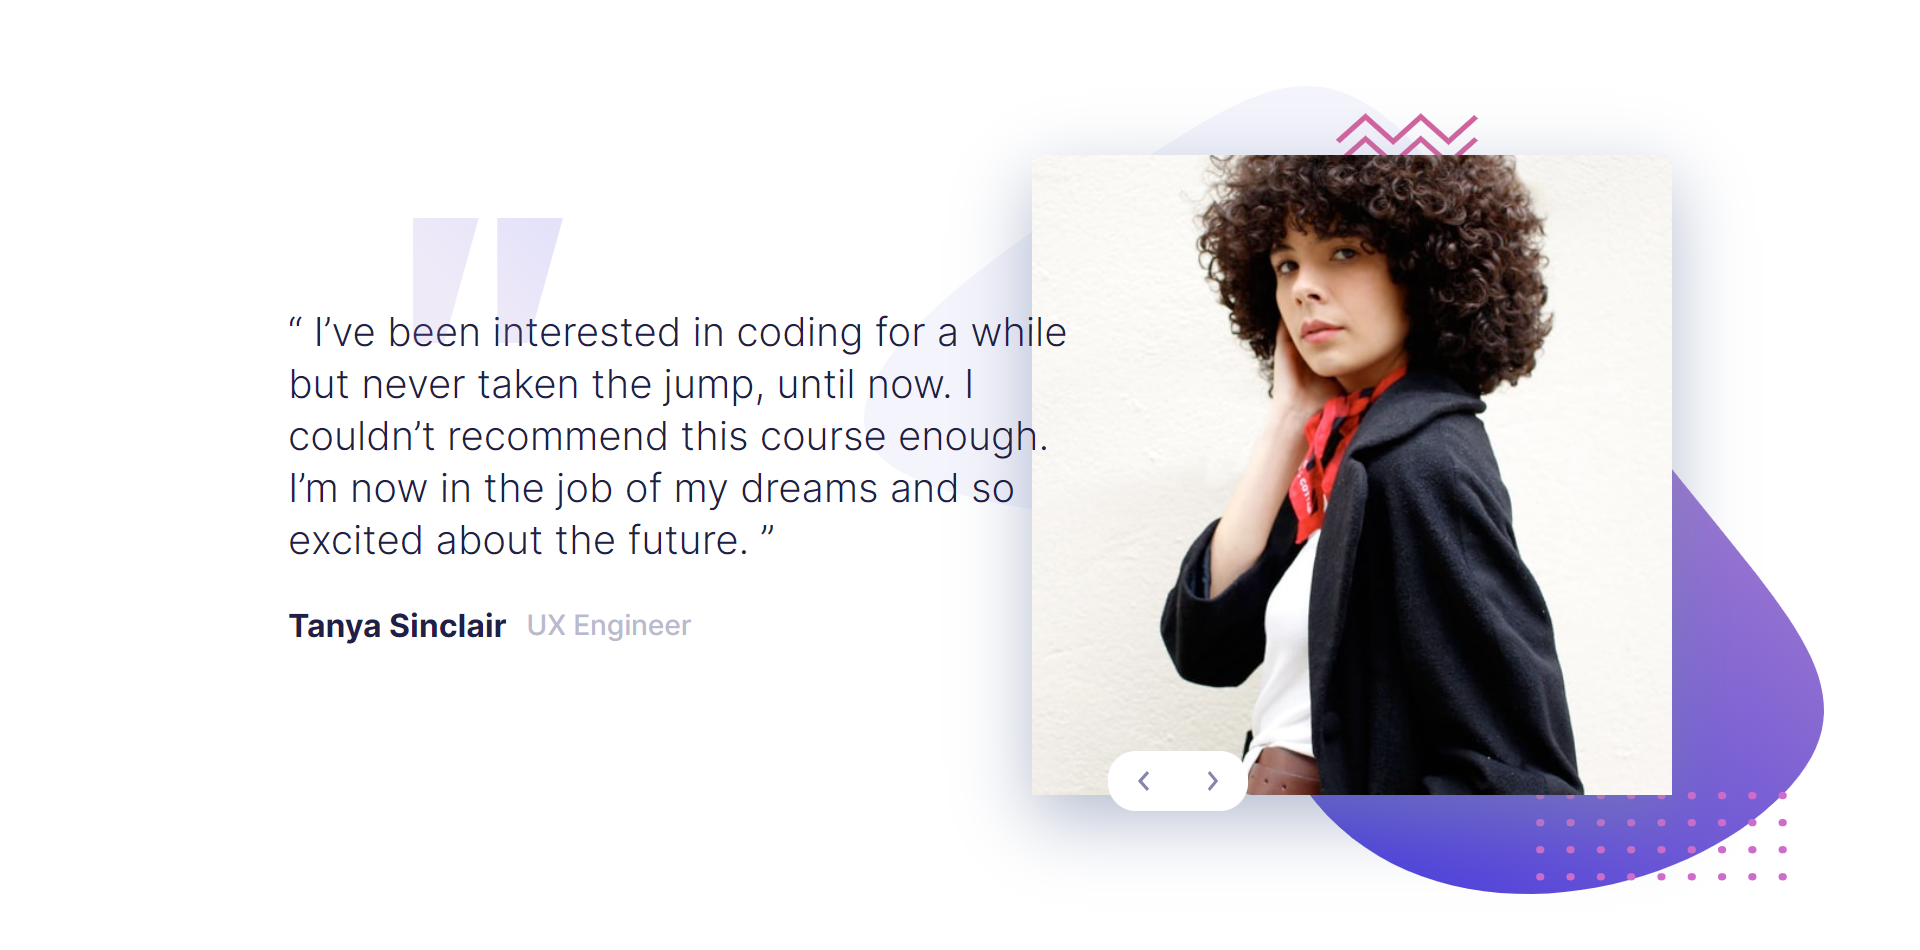 “ I’ve been interested in coding for a while
but never taken the jump, until now. I
couldn’t recommend this course enough.
I’m now in the job of my dreams and so
excited about the future. ”
Tanya Sinclair UX Engineer